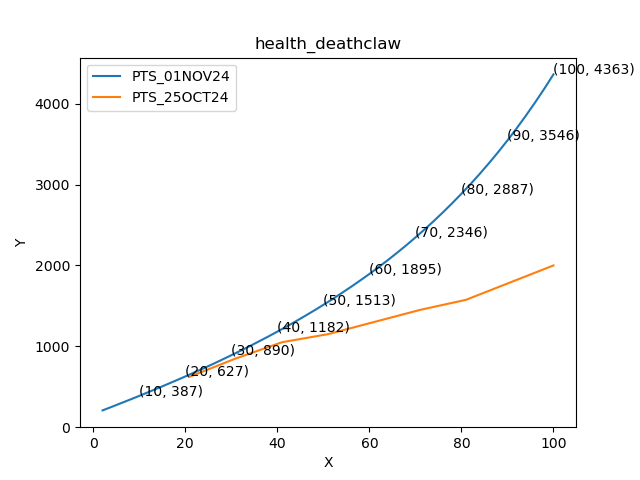 health_deathclaw
PTS_01NOV24
PTS_25OCT24
(100, 4363)
(90, 3546)
(80, 2887)
(70, 2346)
(60, 1895)
(50, 1513)
(40, 1182)
(30, 890)
(20, 627)
(10, 387)
Y
4000
3000
2000
1000
0
0 20 40 60 80 100
X